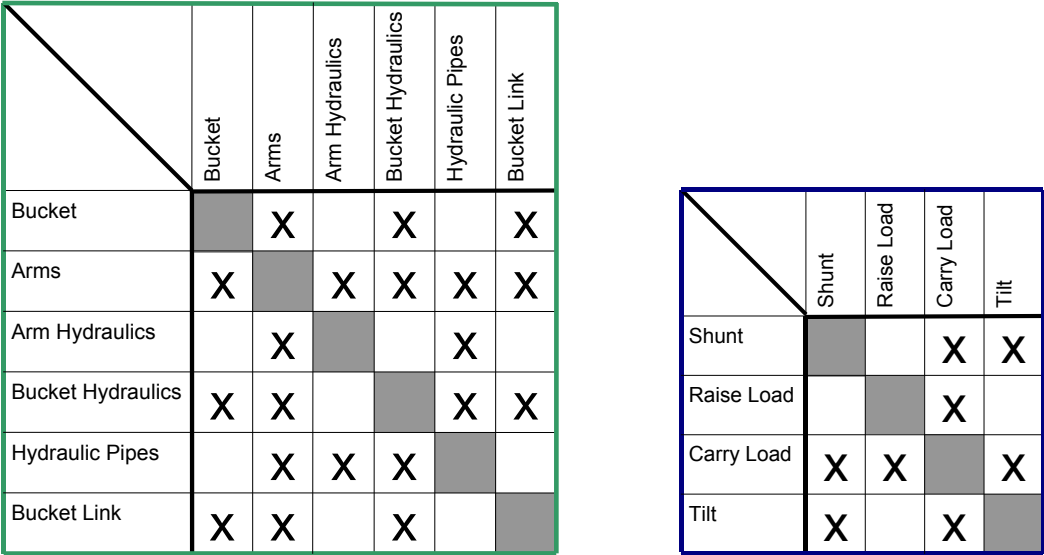 Bucket
Arms
Arm Hydraulics
Bucket Hydraulics
Hydraulic Pipes
Bucket Link
Bucket X X X
Arms X X X X X
Arm Hydraulics X X
Bucket Hydraulics X X X X
Hydraulic Pipes X X X
Bucket Link X X X
Shunt
Raise Load
Carry Load
Tilt
Shunt X X
Raise Load X
Carry Load X X X
Tilt X X